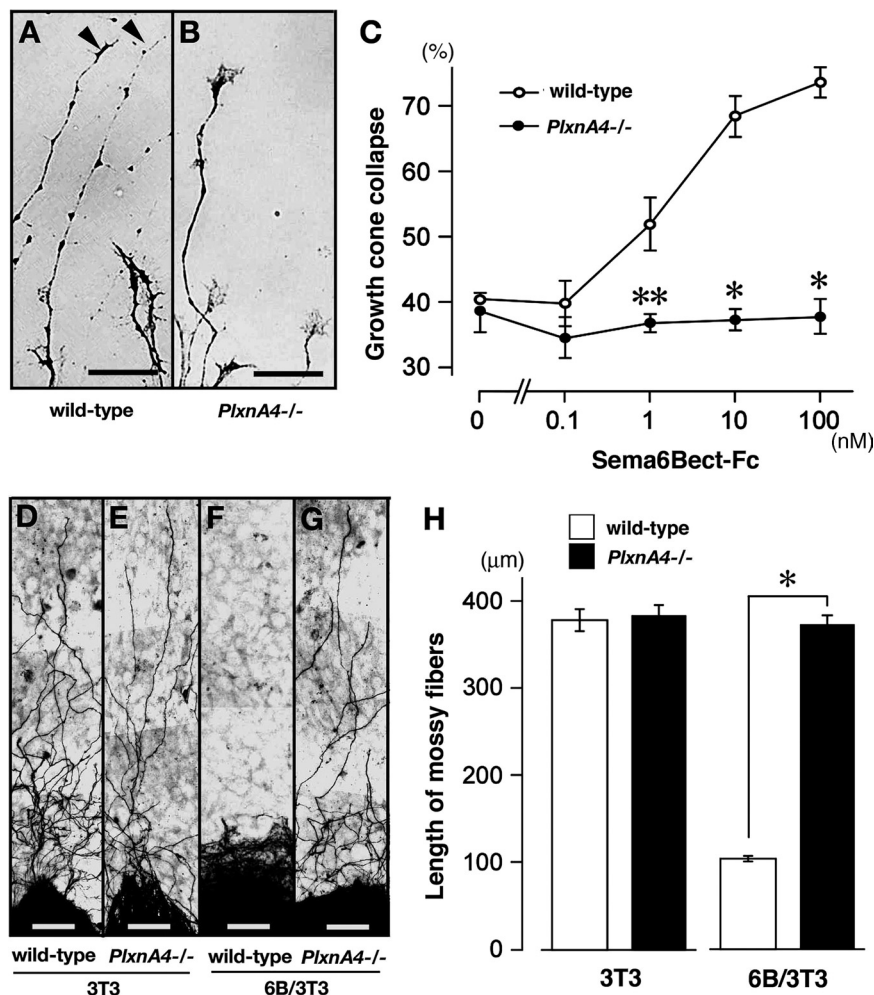 A B C
(%)
wild-type
PlxnA4-/-
70
60
50
40
30
Growth cone collapse
** * *
0 0.1 1 10 100
(nM)
Sema6Bect-Fc
wild-type PlxnA4-/-
D E F G H
wild-type
PlxnA4-/-
(μm)
*
400
300
200
100
0
Length of mossy fibers
3T3 6B/3T3
wild-type PlxnA4-/- wild-type PlxnA4-/-
3T3 6B/3T3